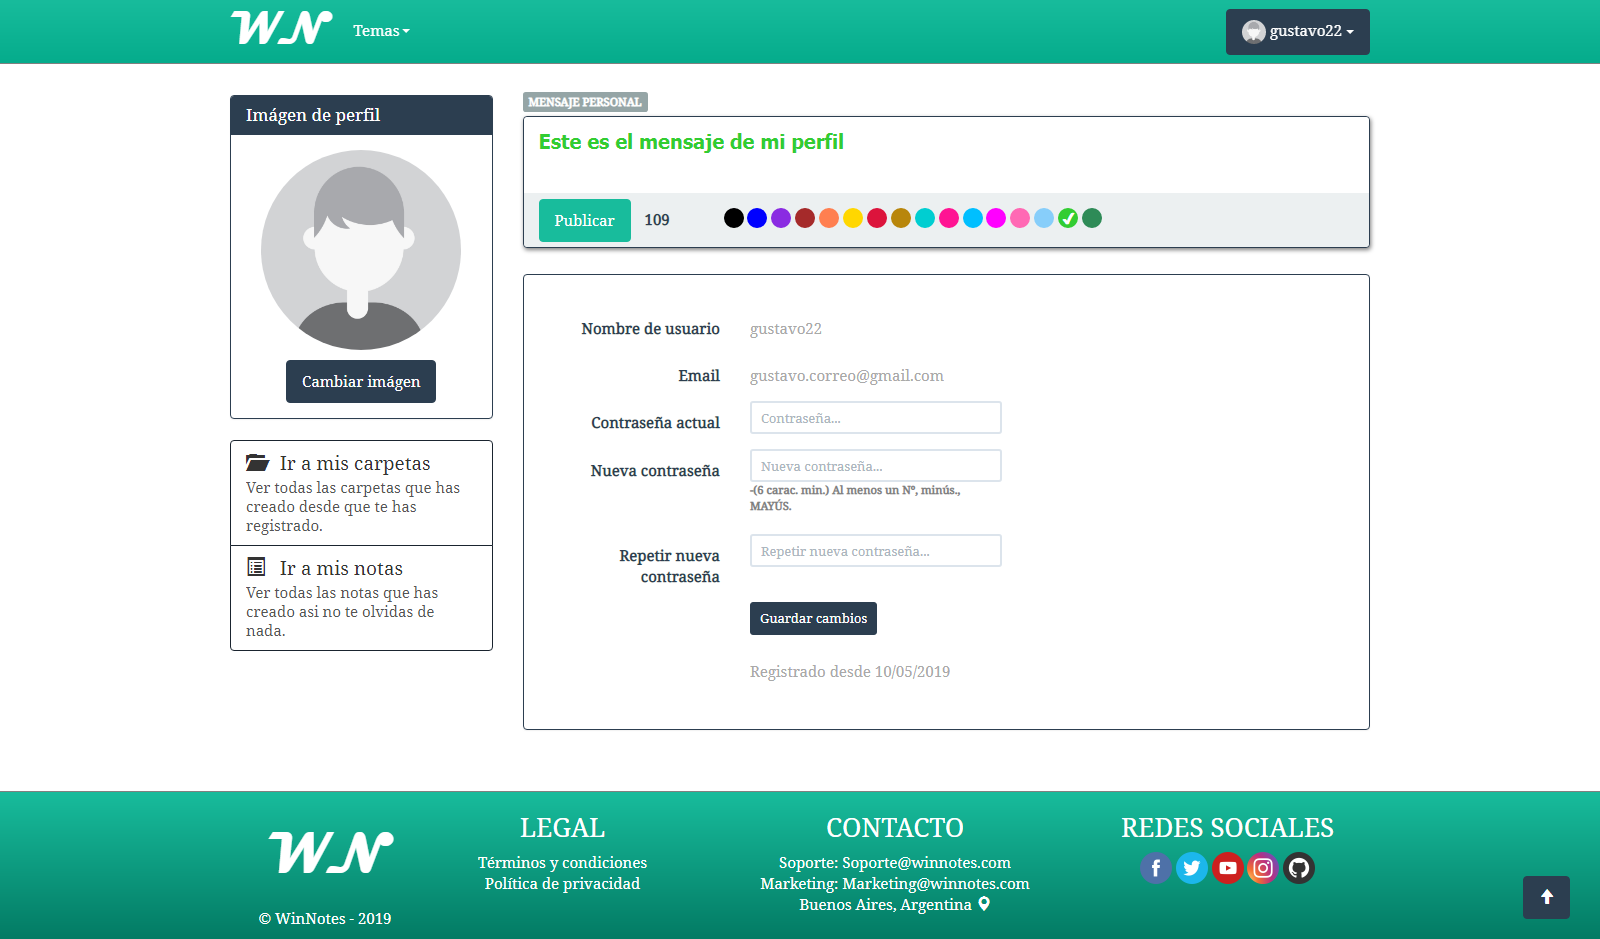 WN
Temas
gustavo22
Imágen de perfil
Cambiar imágen
Ir a mis carpetas
Ver todas las carpetas que has
creado desde que te has
registrado.
Ir a mis notas
Ver todas las notas que has
creado asi no te olvidas de
nada.
MENSAJE PERSONAL
Este es el mensaje de mi perfil
Publicar
109
Nombre de usuario
gustavo22
Email
gustavo.correo@gmail.com
Contraseña actual
Contraseña...
Nueva contraseña
Nueva contraseña...
-(6 carac. min.) Al menos un Nº, minús.,
MAYÚS.
Repetir nueva
contraseña
Repetir nueva contraseña...
Guardar cambios
Registrado desde 10/05/2019
WN
© WinNotes - 2019
LEGAL
Términos y condiciones
Política de privacidad
CONTACTO
Soporte: Soporte@winnotes.com
Marketing: Marketing@winnotes.com
Buenos Aires, Argentina
REDES SOCIALES